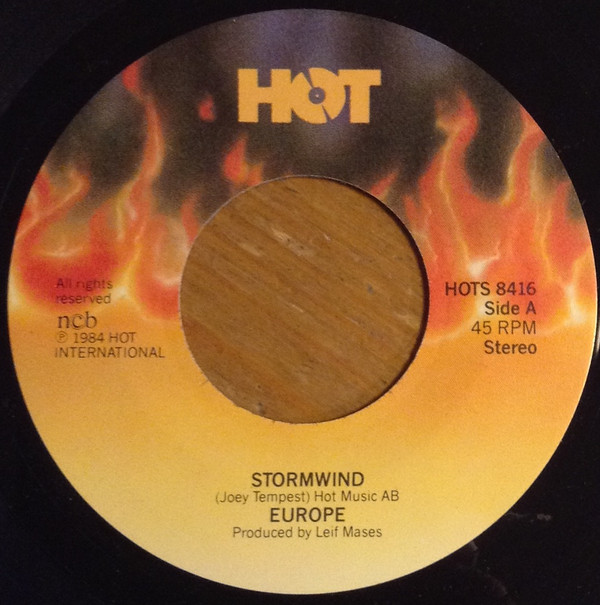 HOT
All rights
reserved
ncb
℗ 1984 HOT
INTERNATIONAL
HOTS 8416
Side A
45 RPM
Stereo
STORMWIND
(Joey Tempest) Hot Music AB
EUROPE
Produced by Leif Mases